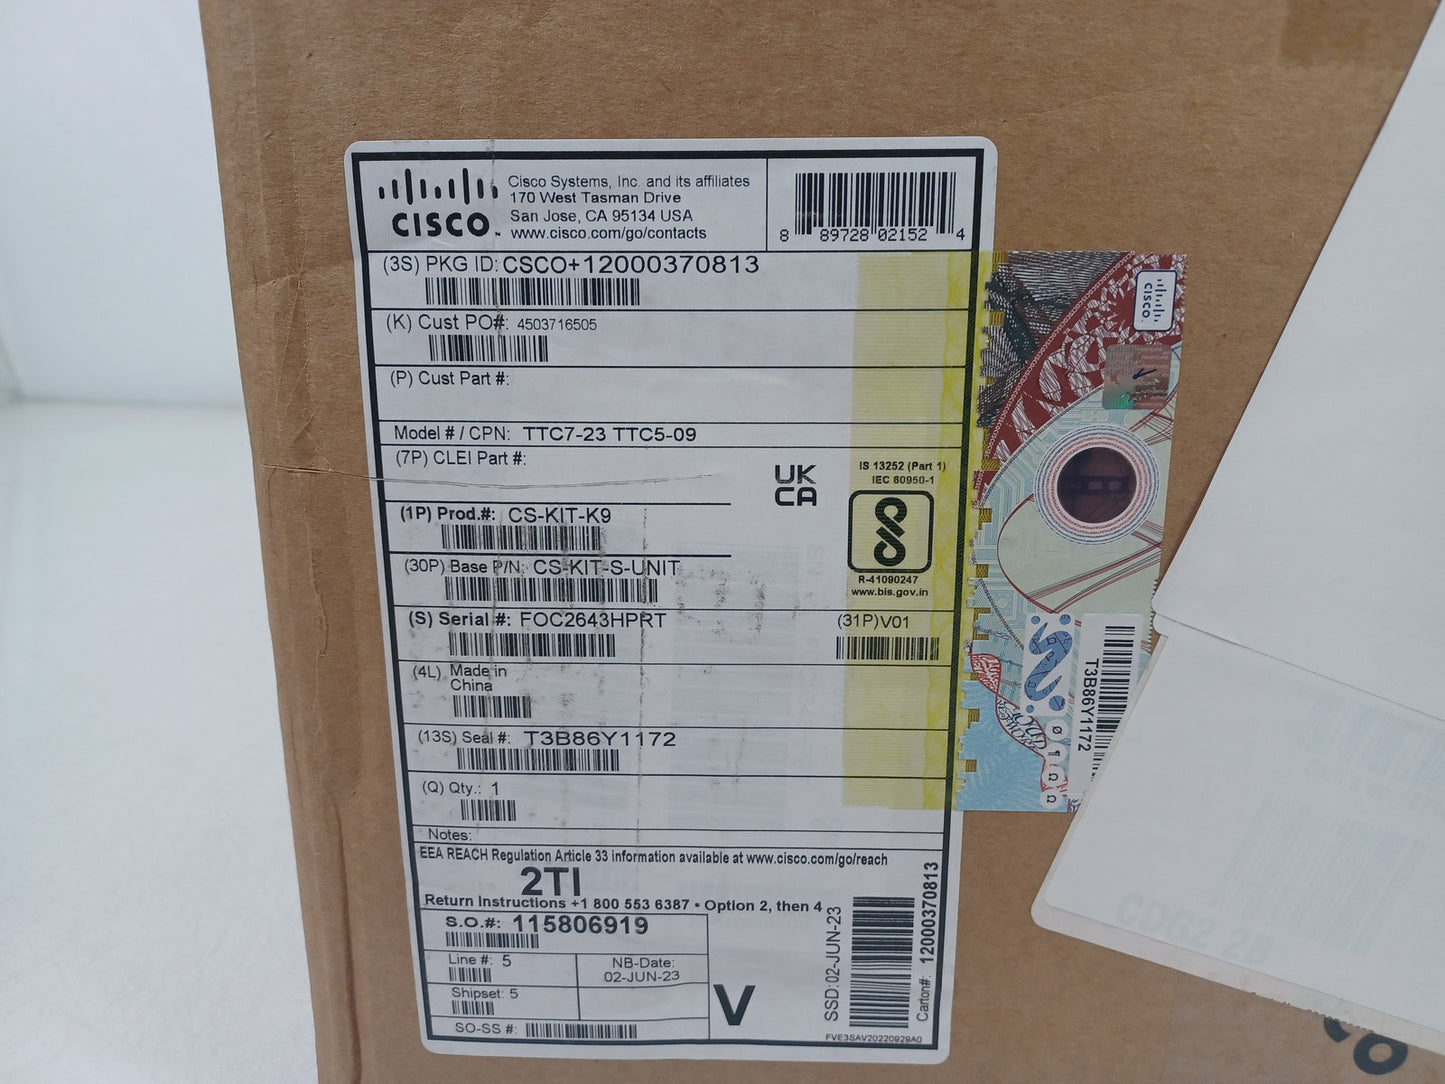 CISCO
Cisco Systems, Inc. and its affiliates
170 West Tasman Drive
San Jose, CA 95134 USA
www.cisco.com/go/contacts
8 89728 02152 4
(3S) PKG ID: CSCO+12000370813
(K) Cust PO#: 4503716505
(P) Cust Part #:
Model # / CPN: TTC7-23 TTC5-09
(7P) CLEI Part #:
UK
CA
IS 13252 (Part 1)
IEC 60950-1
R-41090247
www.bis.gov.in
(1P) Prod.#: CS-KIT-K9
(30P) Base P/N: CS-KIT-S-UNIT
(S) Serial #: FOC2643HPRT
(31P)V01
(4L) Made in
China
(13S) Seal #: T3B86Y1172
(Q) Qty.: 1
Notes:
EEA REACH Regulation Article 33 information available at www.cisco.com/go/reach
2TI
Return Instructions +1 800 553 6387 • Option 2, then 4
S.O.#: 115806919
Line #: 5
NB-Date:
02-JUN-23
Shipset: 5
SO-SS #:
V
SSD:02-JUN-23
Carton#: 12000370813
FVE3SAV20220929A0
CISCO
T3B86Y1172